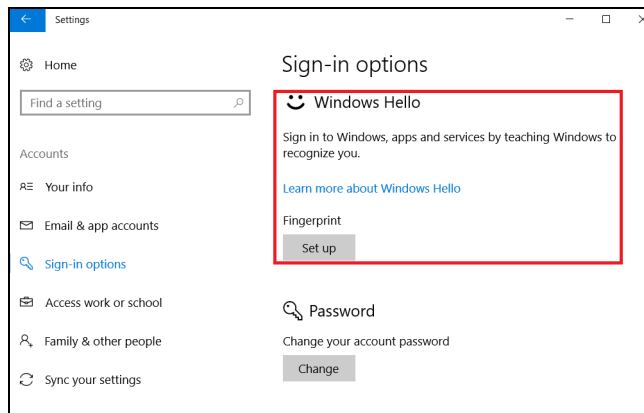 Settings
Home
Find a setting
Accounts
Your info
Email & app accounts
Sign-in options
Access work or school
Family & other people
Sync your settings
Sign-in options
Windows Hello
Sign in to Windows, apps and services by teaching Windows to
recognize you.
Learn more about Windows Hello
Fingerprint
Set up
Password
Change your account password
Change